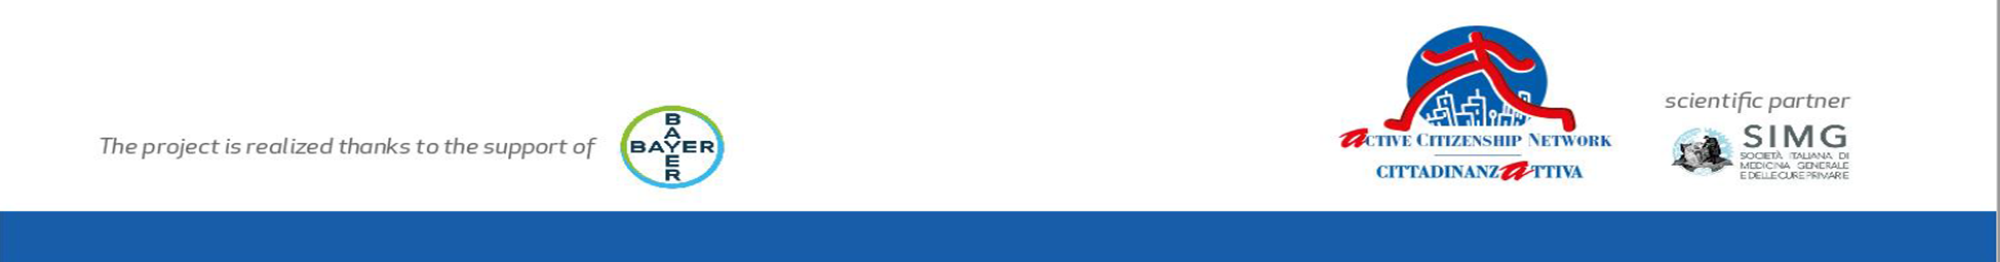 The project is realized thanks to the support of
BAYER
BAYER
ACTIVE CITIZENSHIP NETWORK
CITTADINANZATTIVA
scientific partner
SIMG
SOCIETÀ ITALIANA DI
MEDICINA GENERALE
E DELLE CURE PRIMARIE